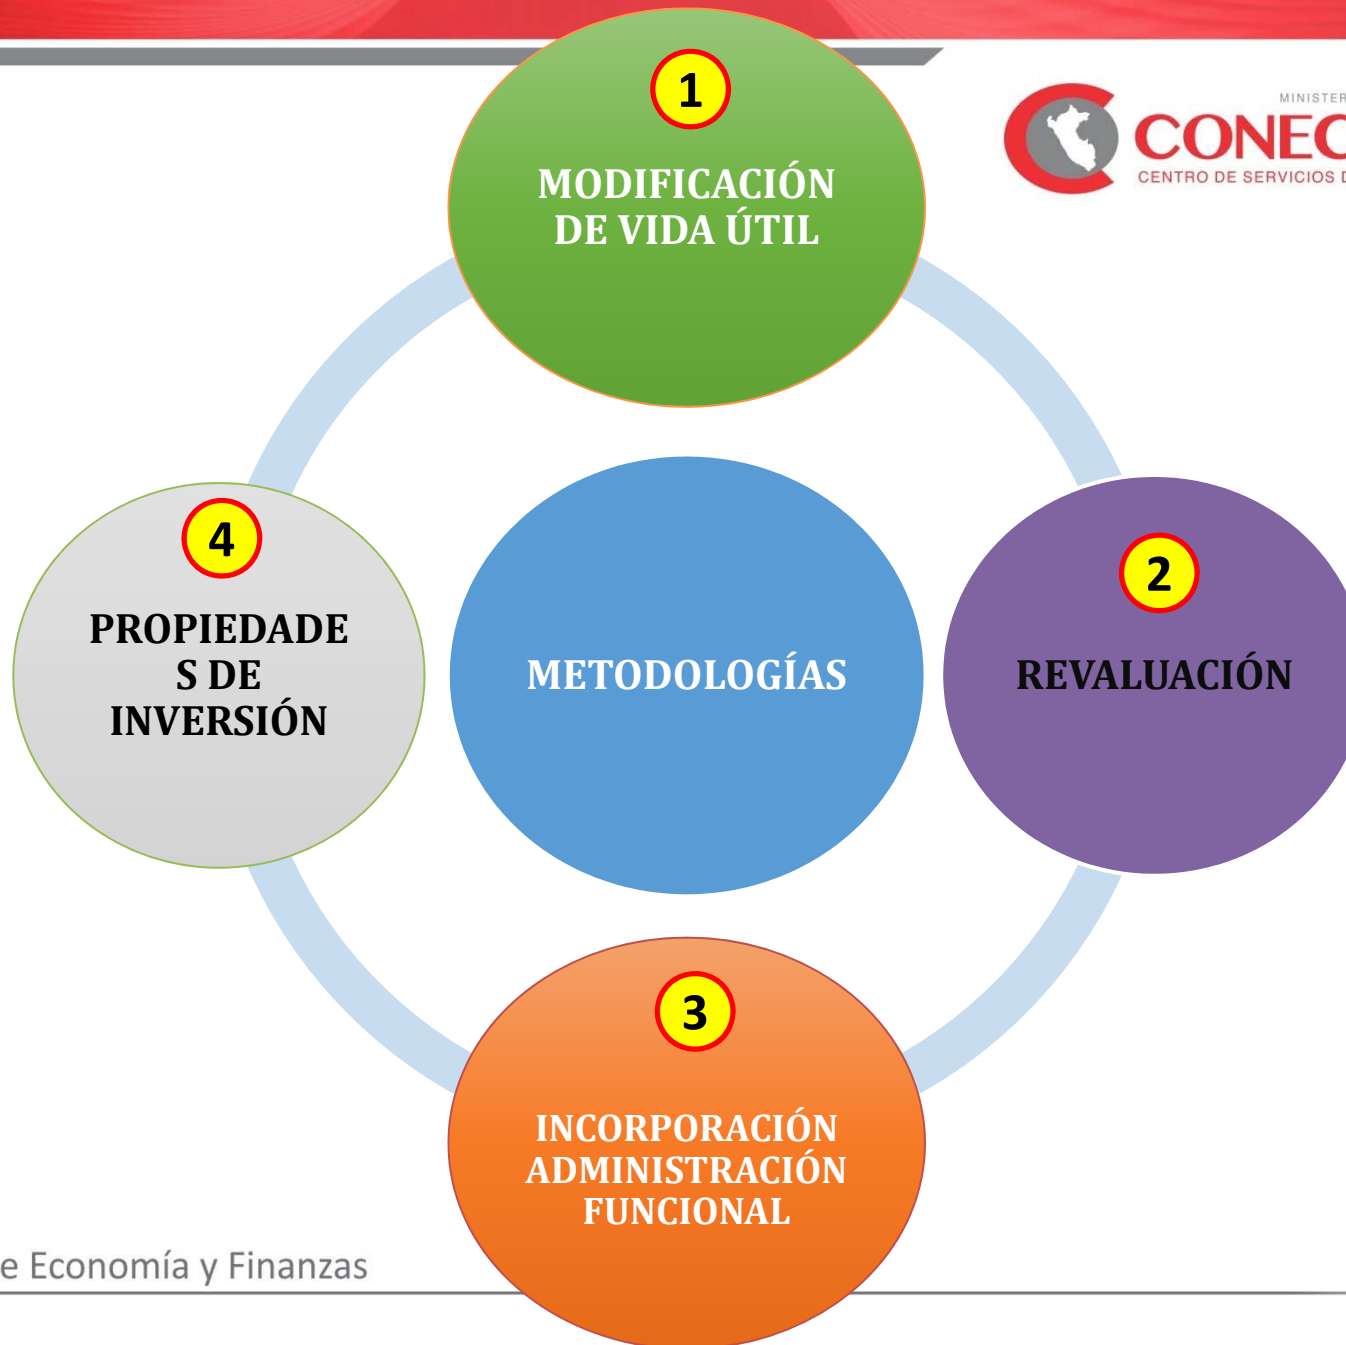 1
MODIFICACIÓN
DE VIDA ÚTIL
MINISTER
CONEC
CENTRO DE SERVICIOS D
4
PROPIEDADE
S DE
INVERSIÓN
METODOLOGÍAS
2
REVALUACIÓN
3
INCORPORACIÓN
ADMINISTRACIÓN
FUNCIONAL
e Economía y Finanzas